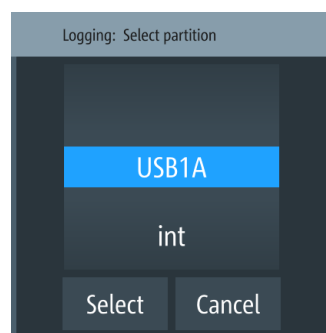 Logging: Select partition
USB1A
int
Select Cancel